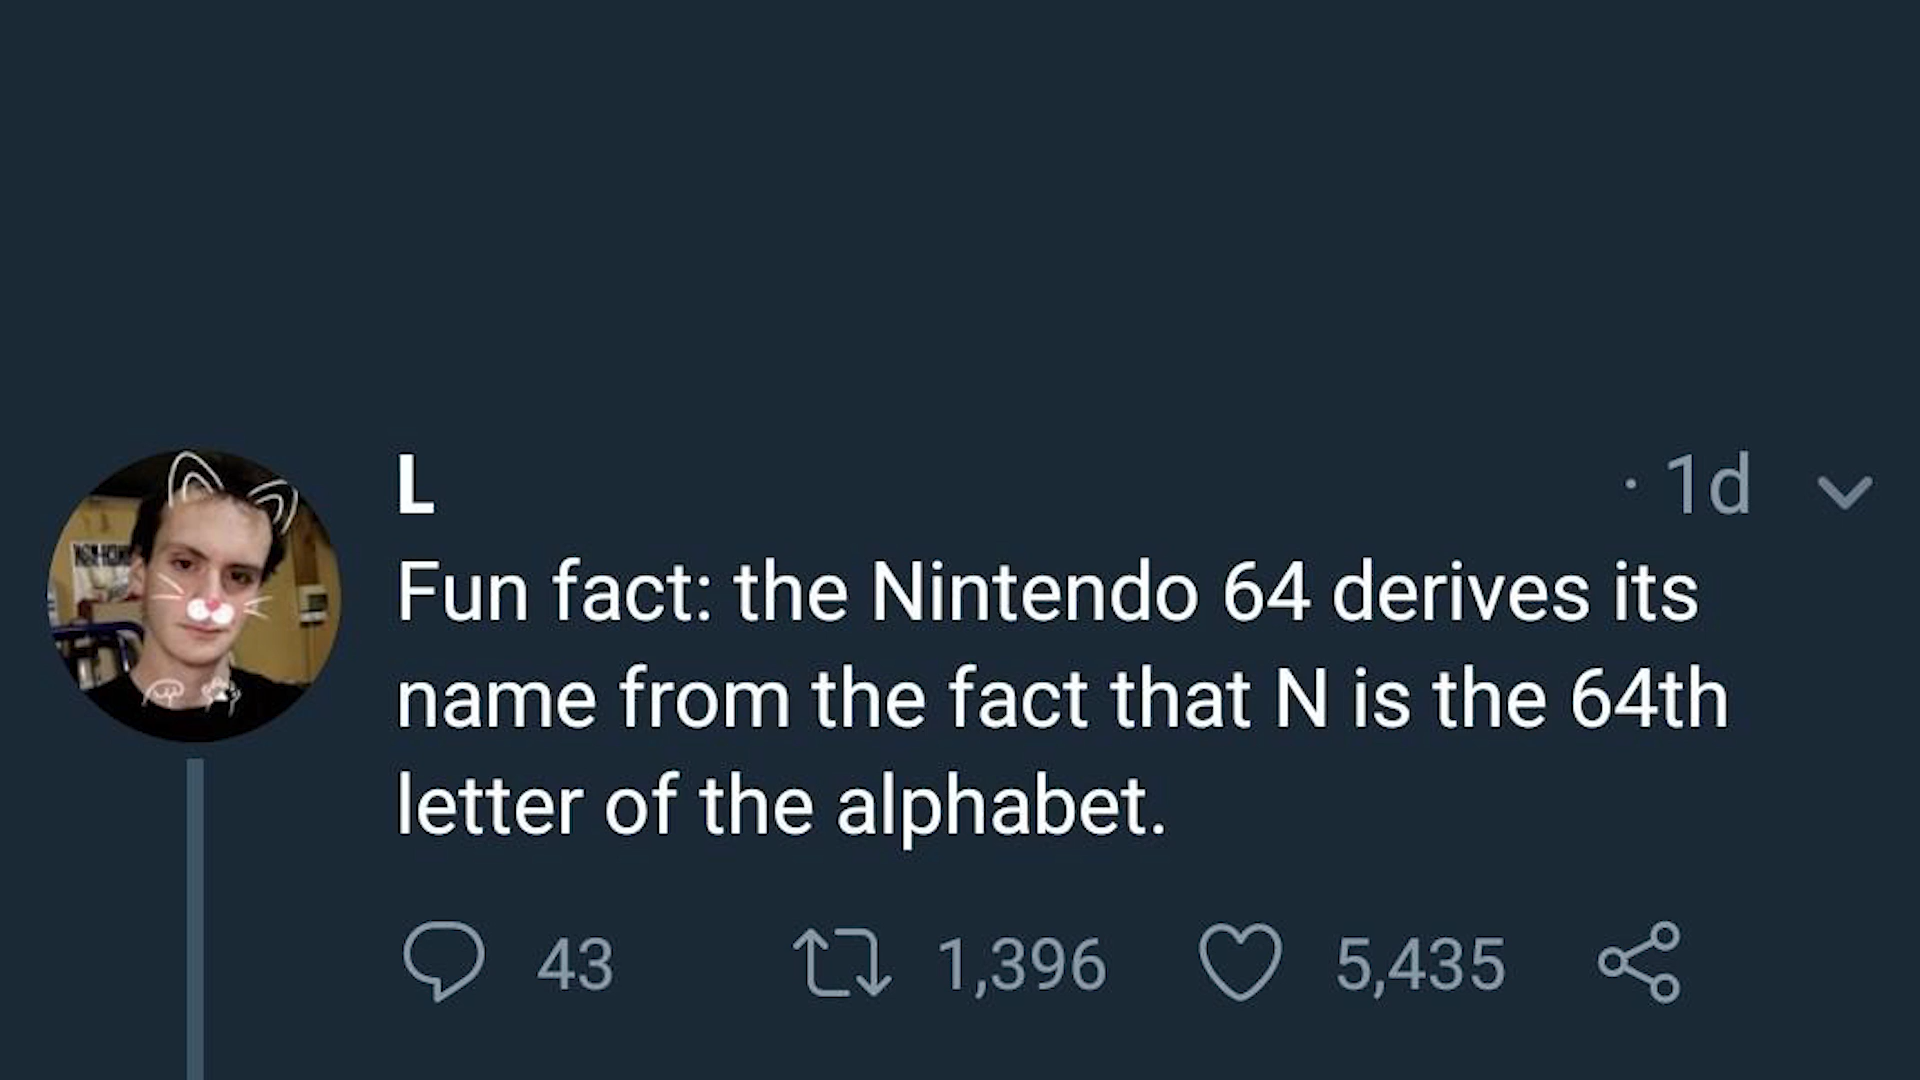 L · 1d
Fun fact: the Nintendo 64 derives its
name from the fact that N is the 64th
letter of the alphabet.
43 1,396 5,435